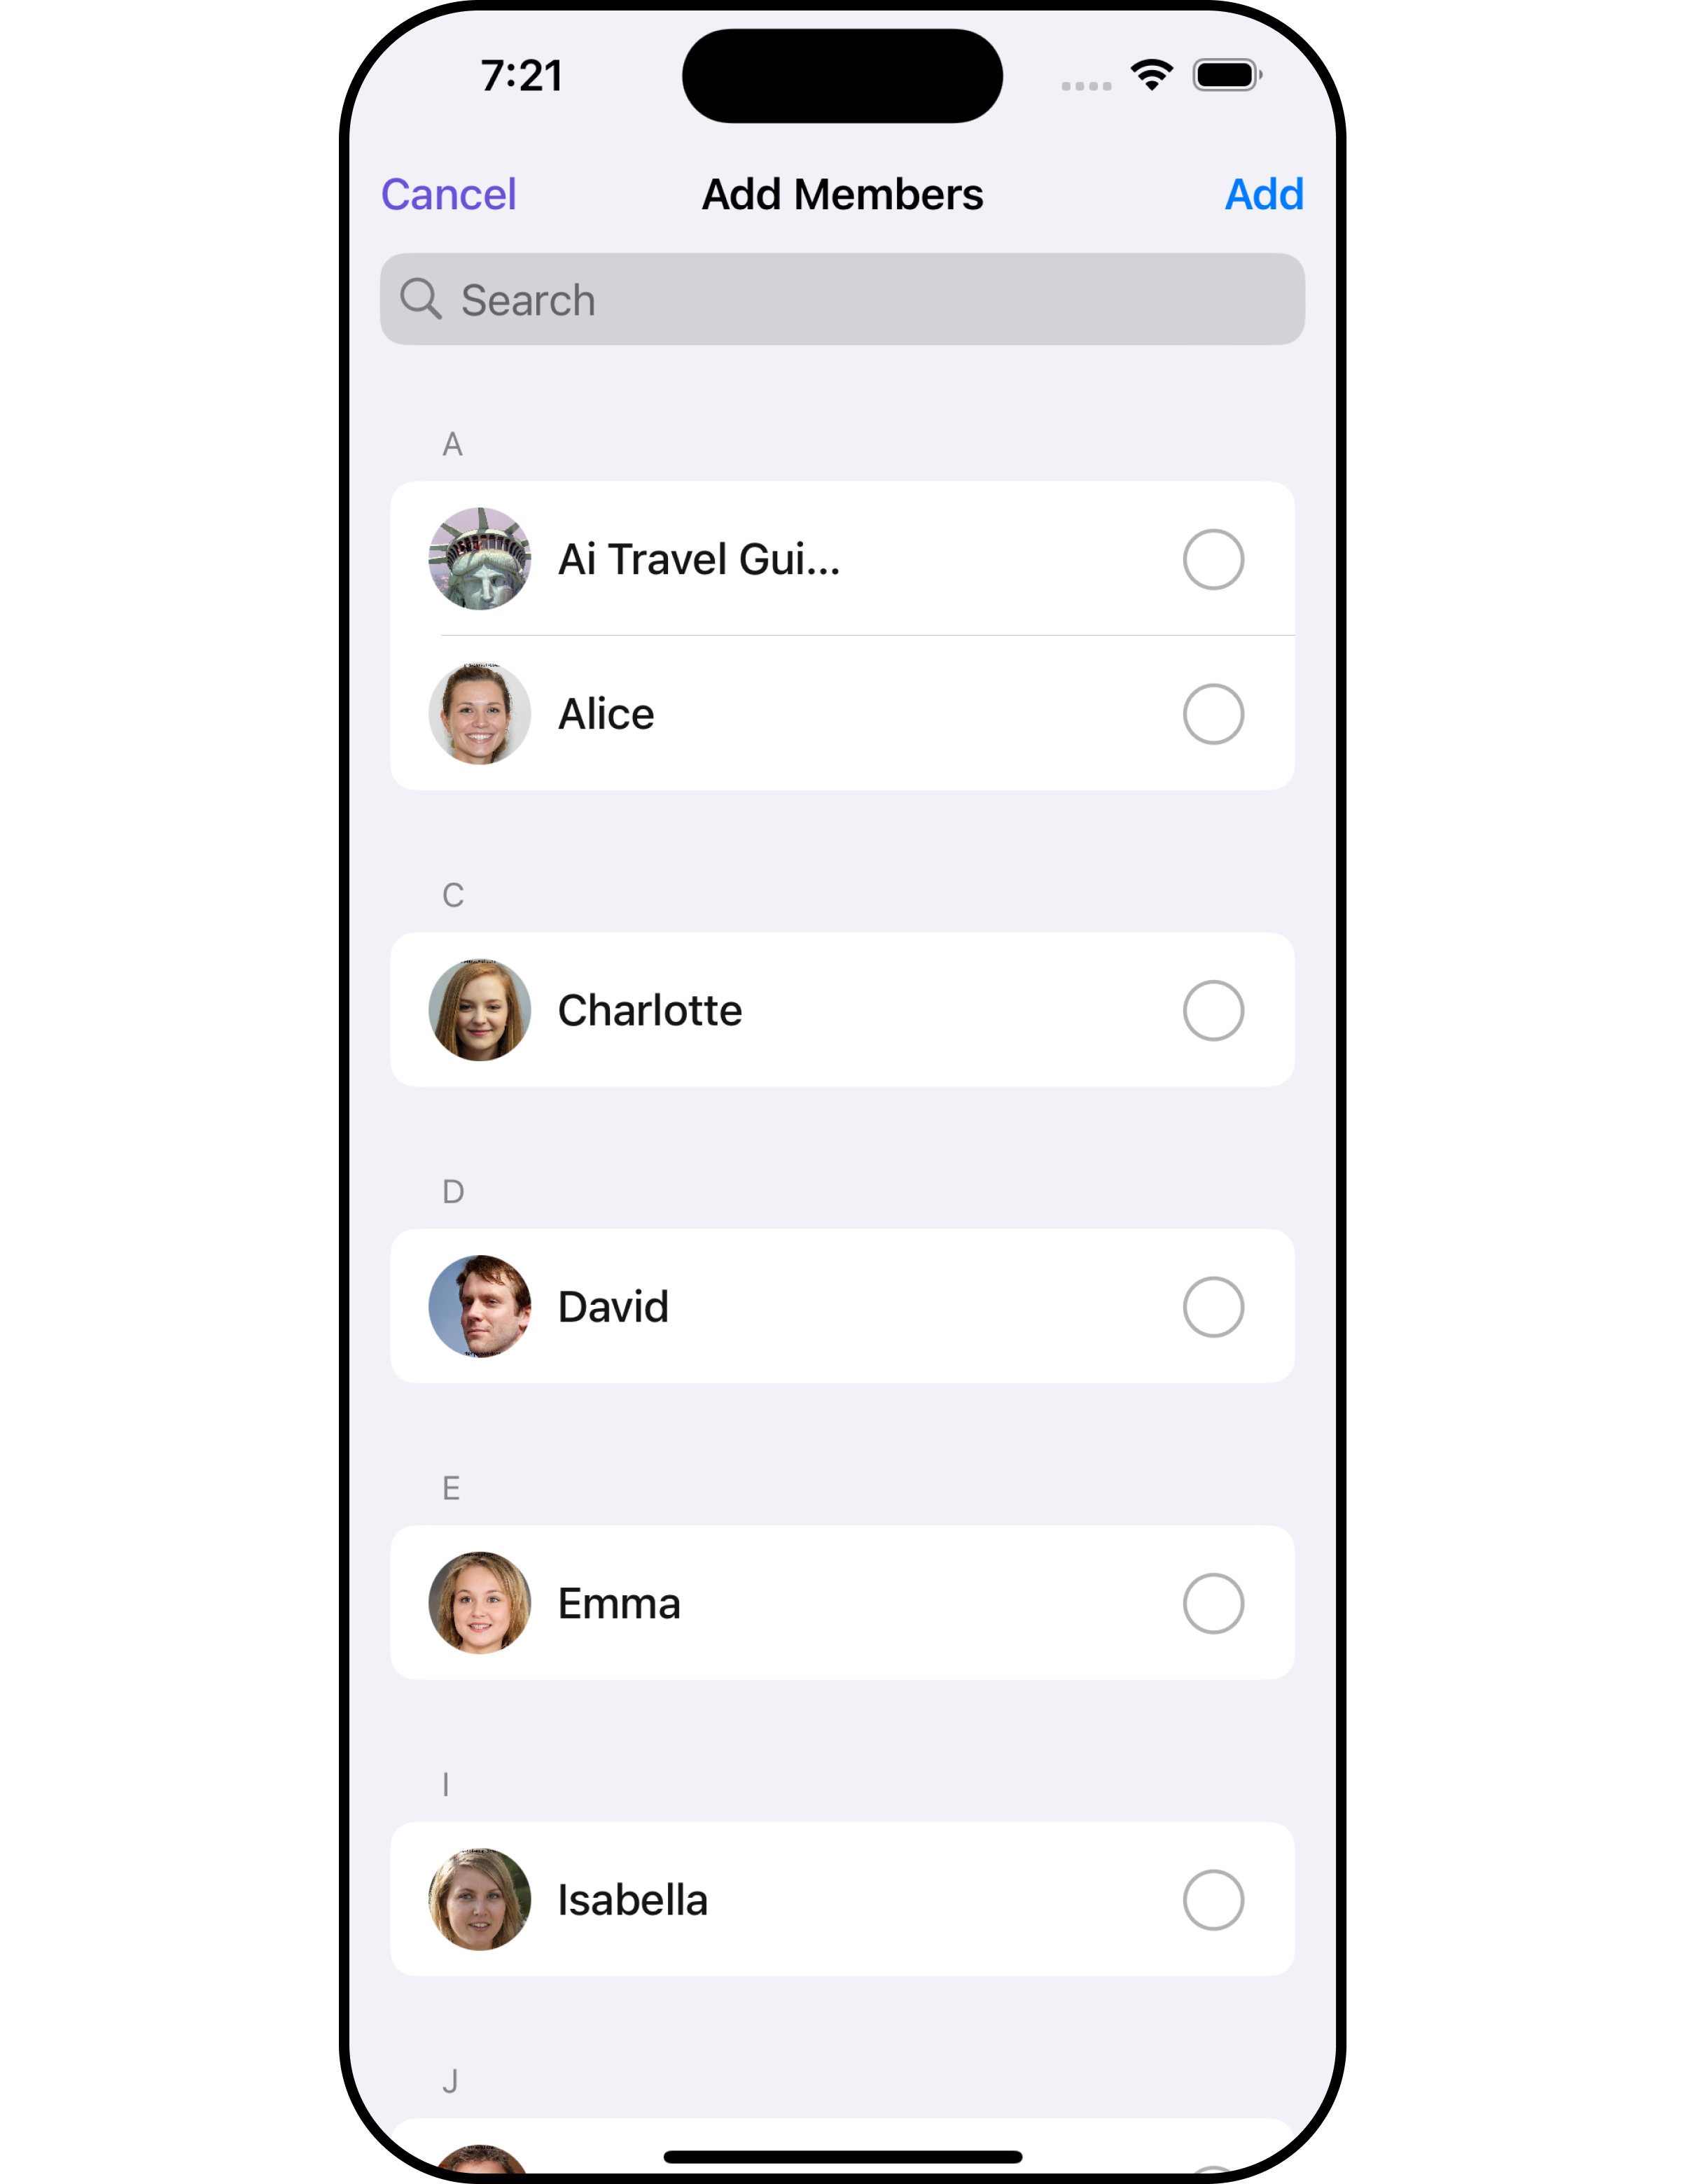 7:21
Cancel Add Members Add
Search
A
Ai Travel Gui...
Alice
C
Charlotte
D
David
E
Emma
I
Isabella
J